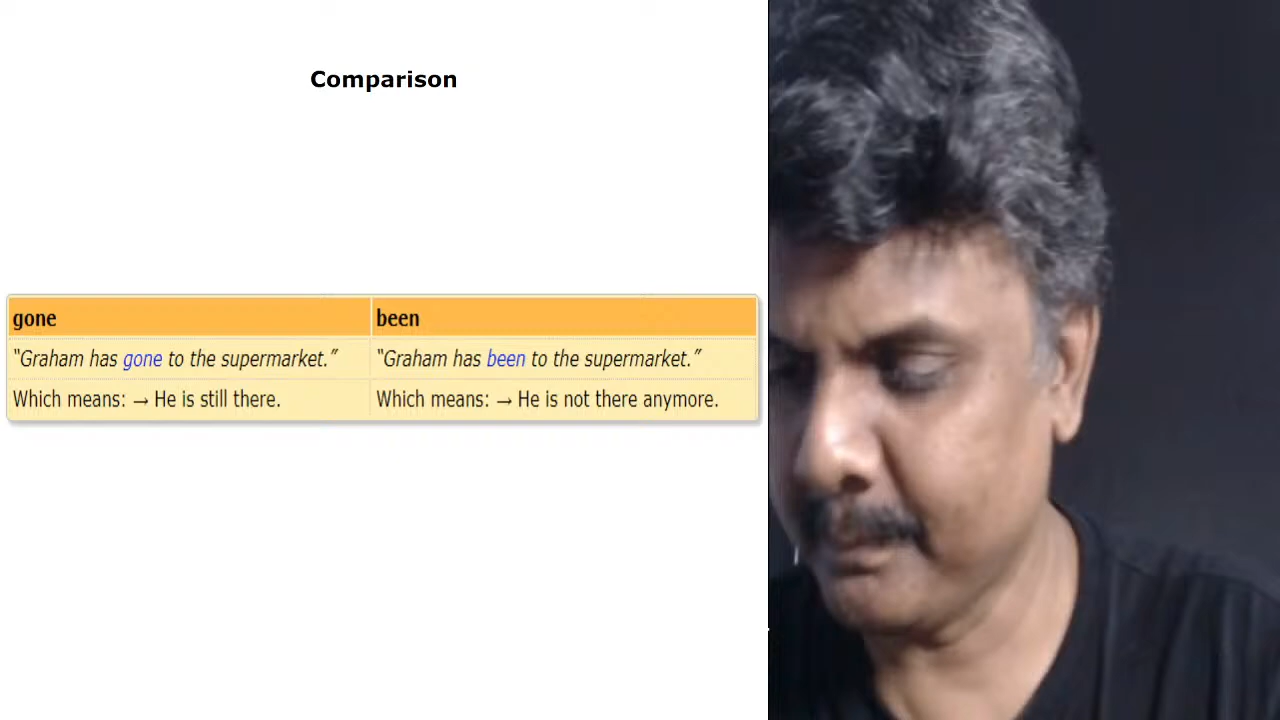 Comparison
gone been
“Graham has gone to the supermarket.” “Graham has been to the supermarket.”
Which means: → He is still there. Which means: → He is not there anymore.